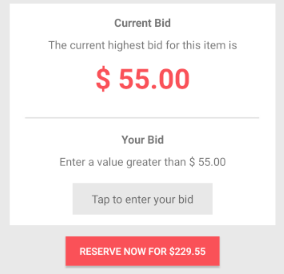 Current Bid
The current highest bid for this item is
$ 55.00
Your Bid
Enter a value greater than $ 55.00
Tap to enter your bid
RESERVE NOW FOR $229.55